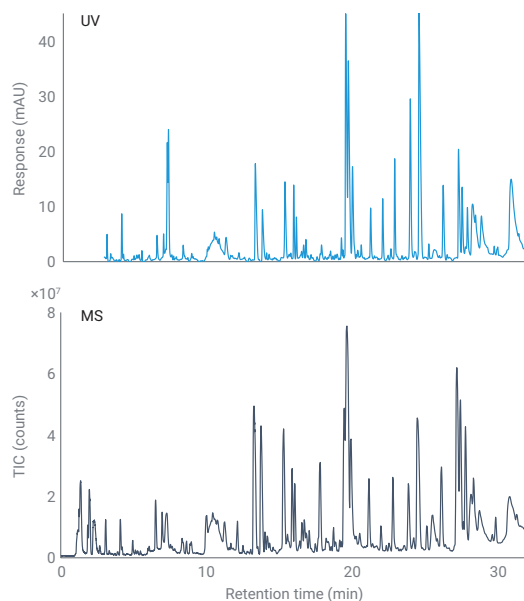 UV
40
30
20
10
0
Response (mAU)
×10⁷
MS
8
6
4
2
0
TIC (counts)
0 10 20 30
Retention time (min)